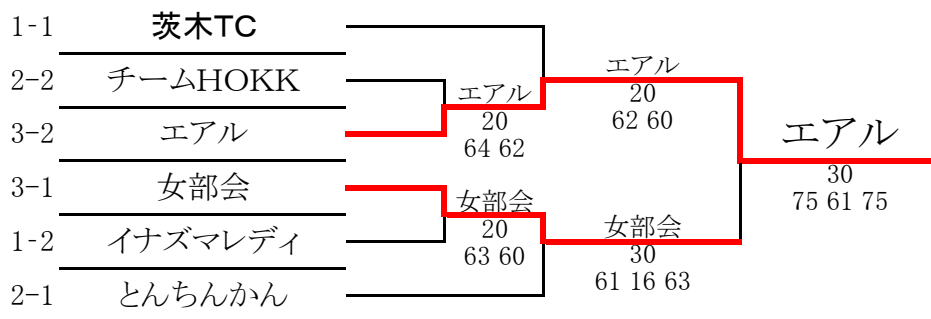 1-1 茨木TC
2-2 チームHOKK
3-2 エアル
3-1 女部会
1-2 イナズマレディ
2-1 とんちんかん
エアル
20
64 62
女部会
20
63 60
エアル
20
62 60
女部会
30
61 16 63
エアル
30
75 61 75